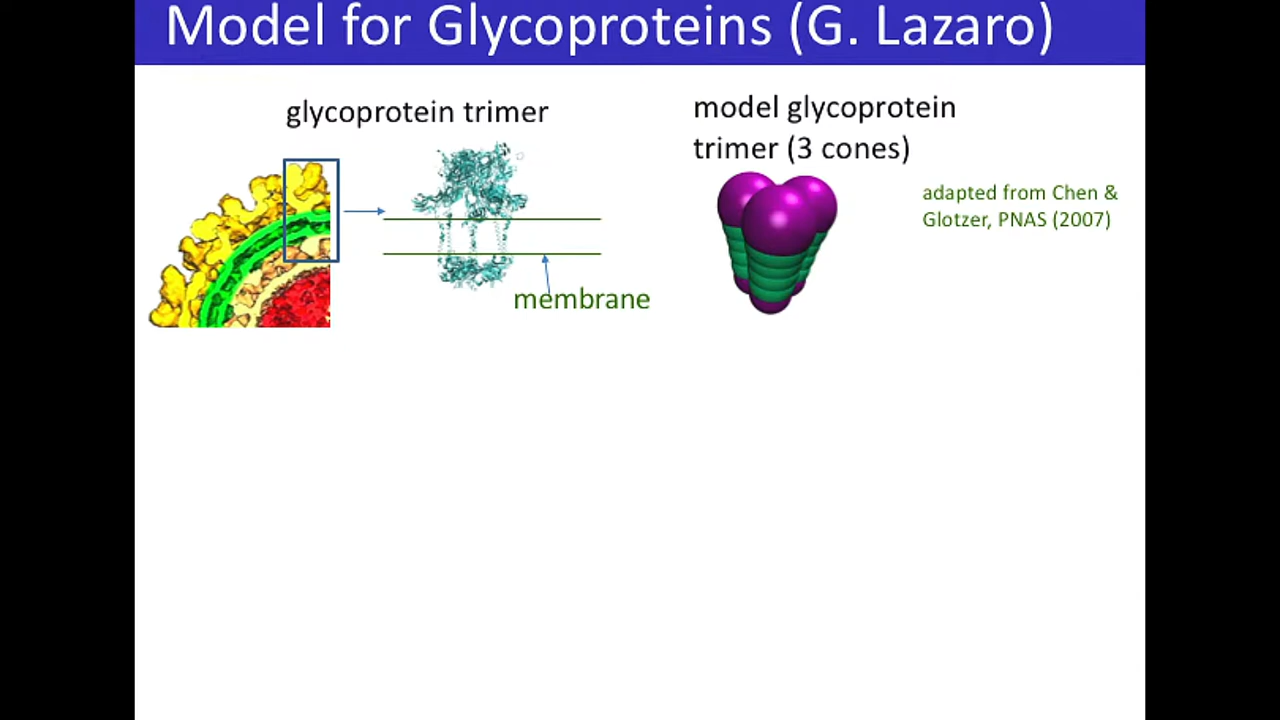 Model for Glycoproteins (G. Lazaro)
glycoprotein trimer
membrane
model glycoprotein
trimer (3 cones)
adapted from Chen &
Glotzer, PNAS (2007)